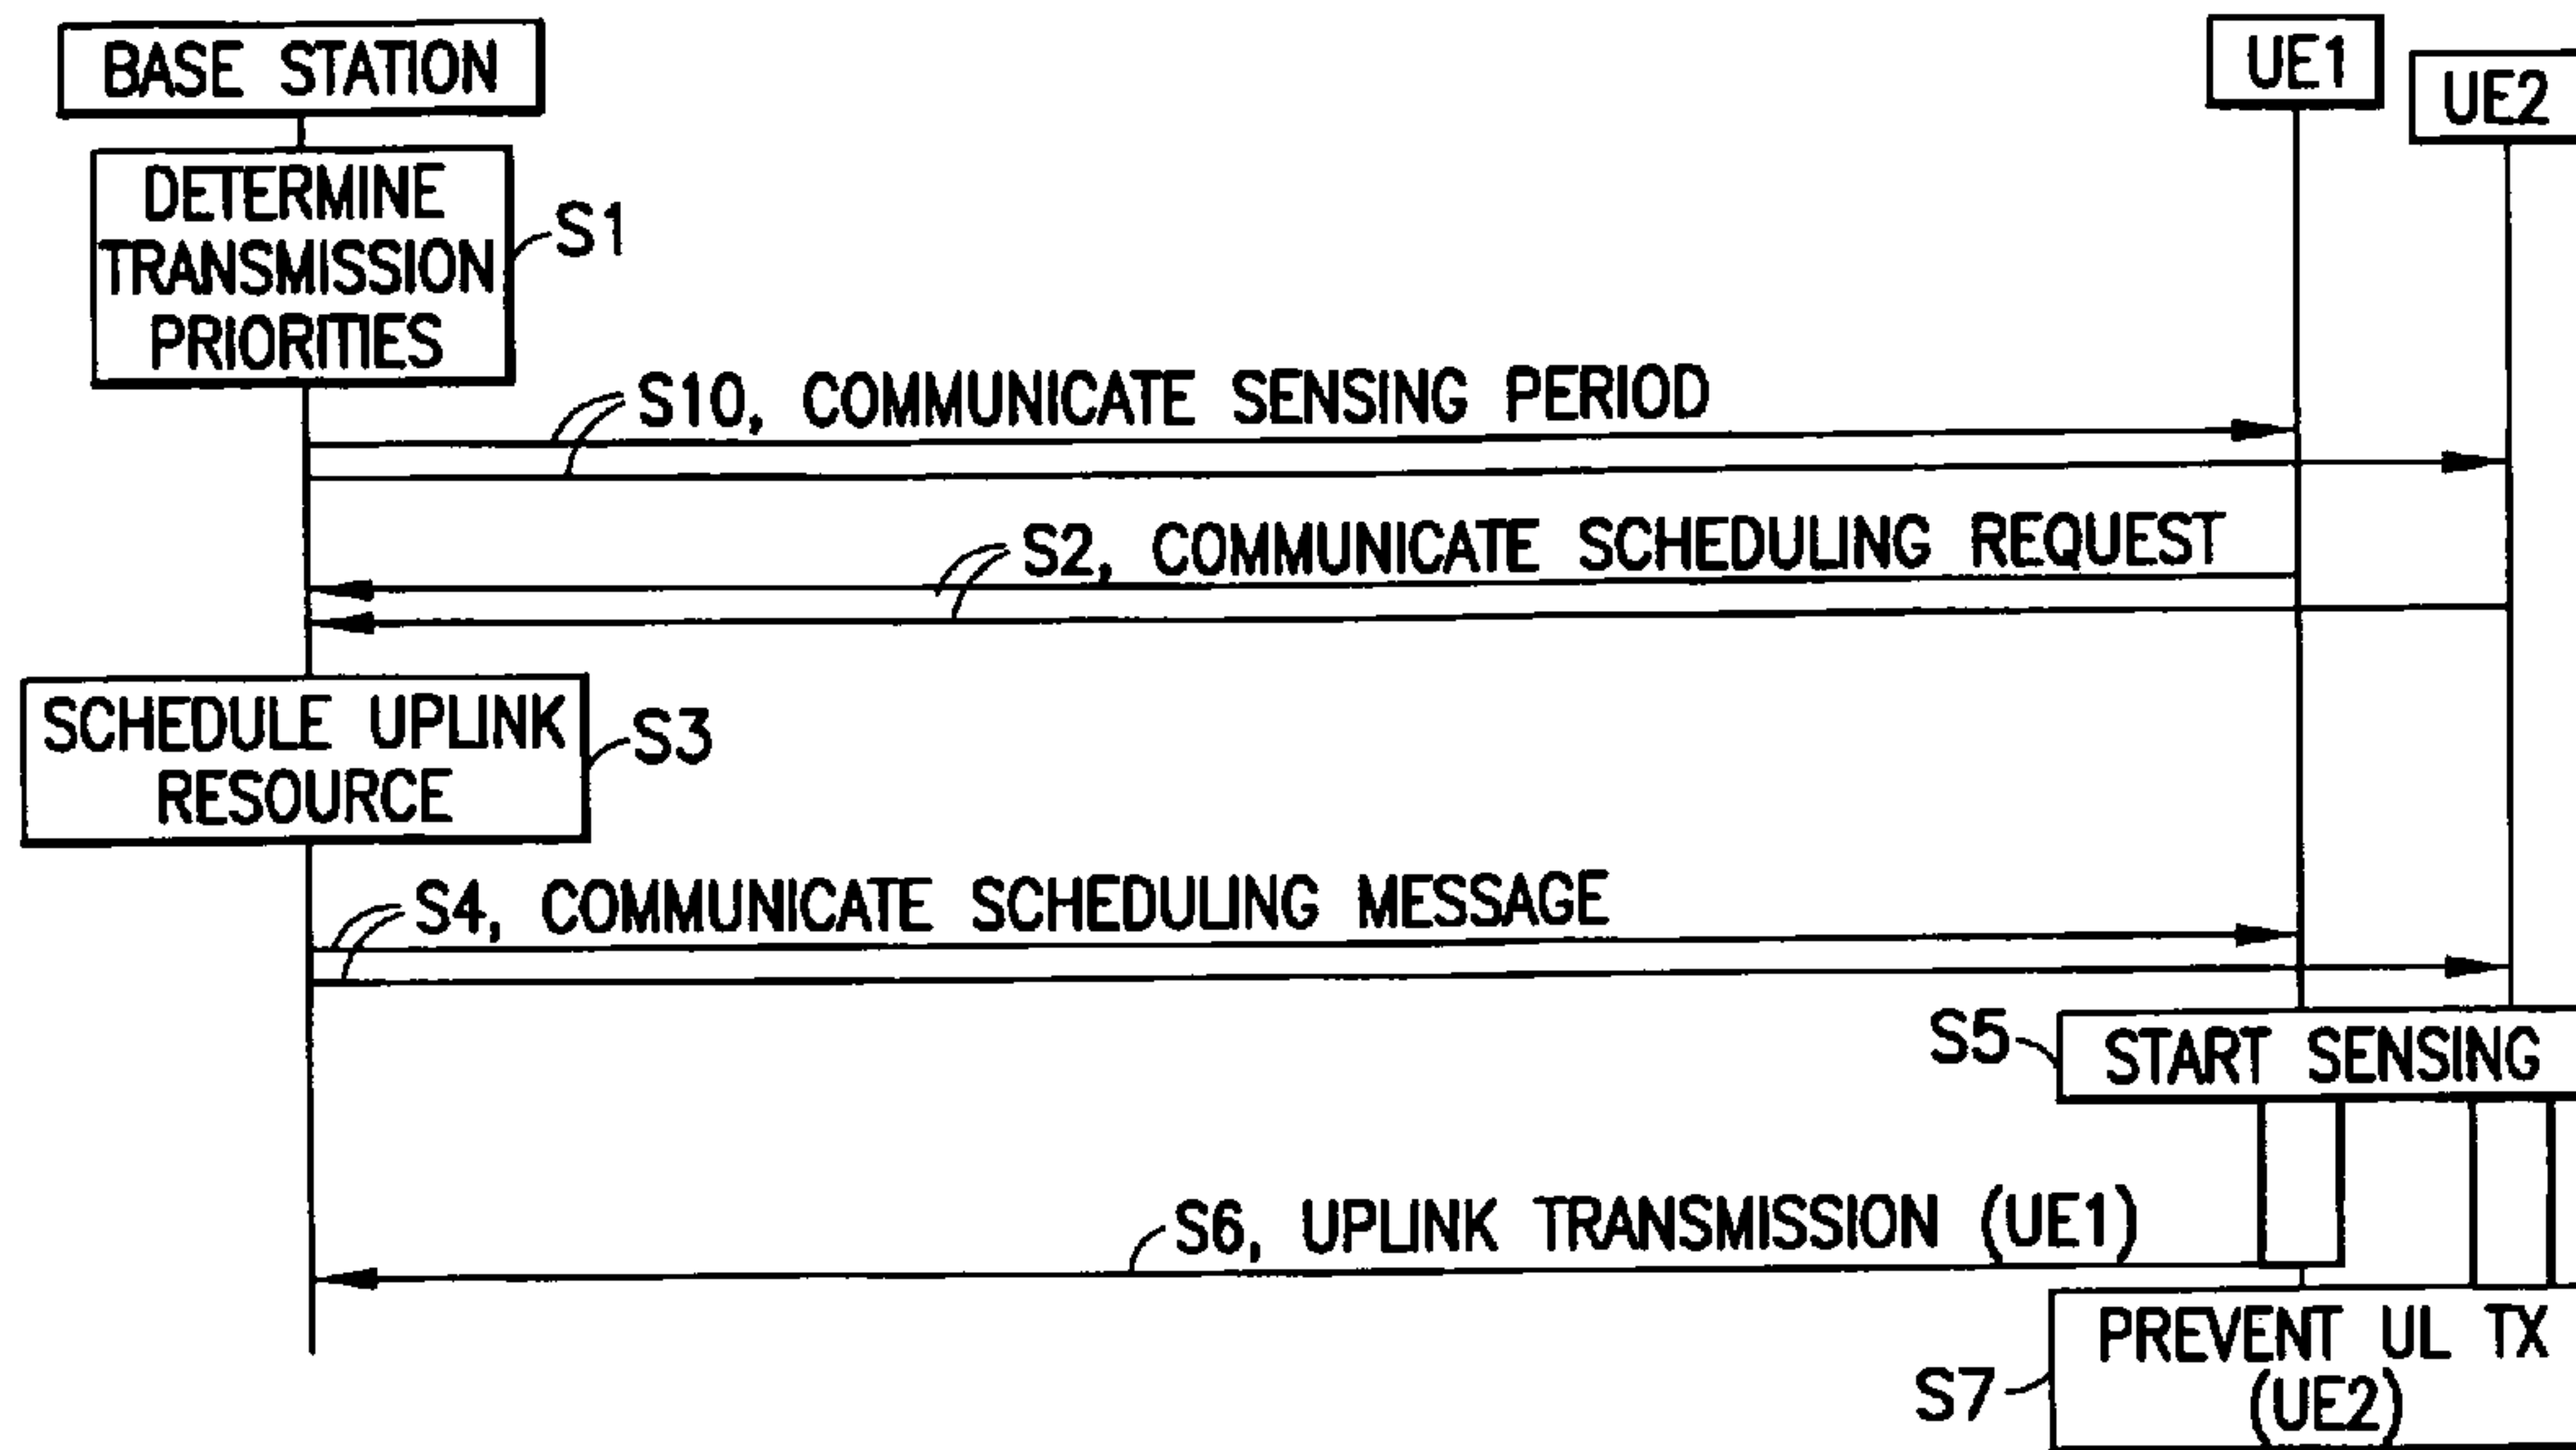 BASE STATION
UE1
UE2
DETERMINE
TRANSMISSION
PRIORITIES
S1
S10, COMMUNICATE SENSING PERIOD
S2, COMMUNICATE SCHEDULING REQUEST
SCHEDULE UPLINK
RESOURCE
S3
S4, COMMUNICATE SCHEDULING MESSAGE
S5
START SENSING
S6, UPLINK TRANSMISSION (UE1)
PREVENT UL TX
(UE2)
S7